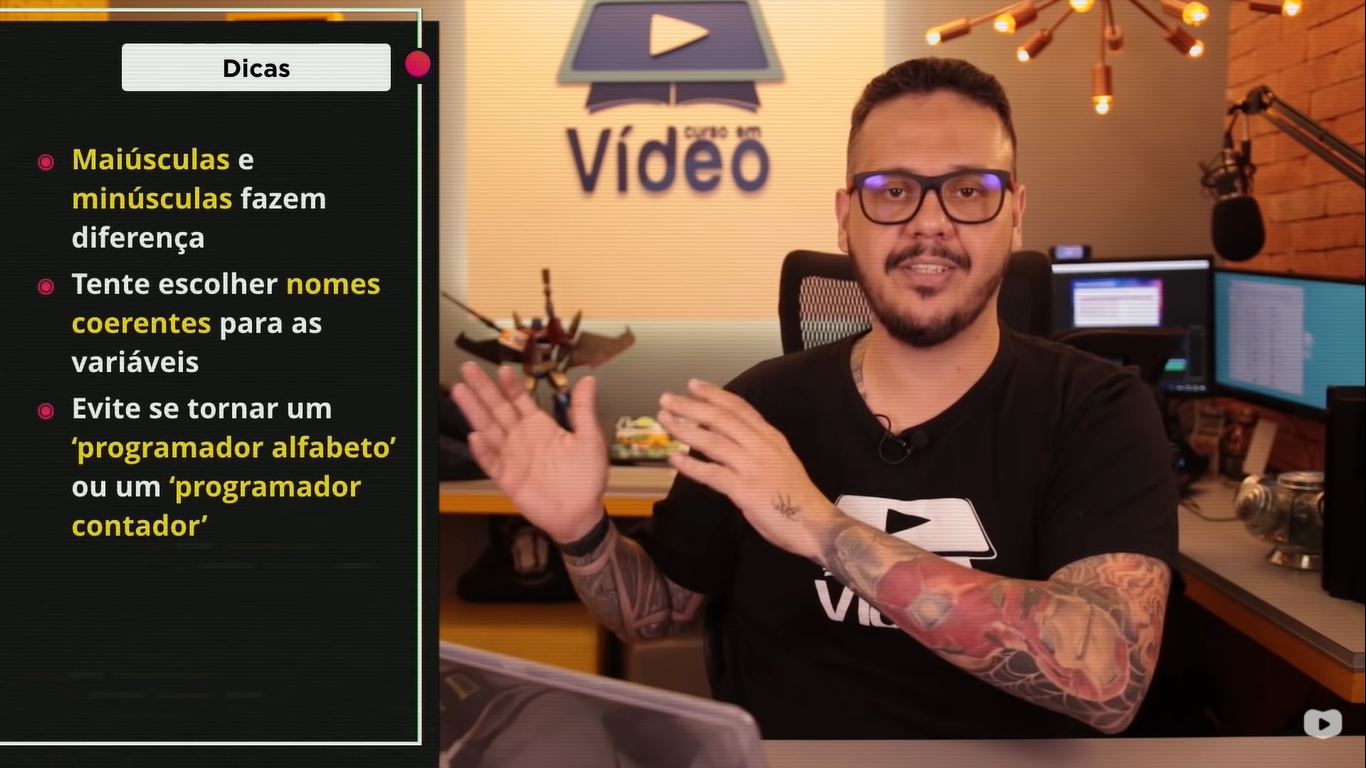 Dicas
Maiúsculas e
minúsculas fazem
diferença
Tente escolher nomes
coerentes para as
variáveis
Evite se tornar um
‘programador alfabeto’
ou um ‘programador
contador’
curso em
Vídeo